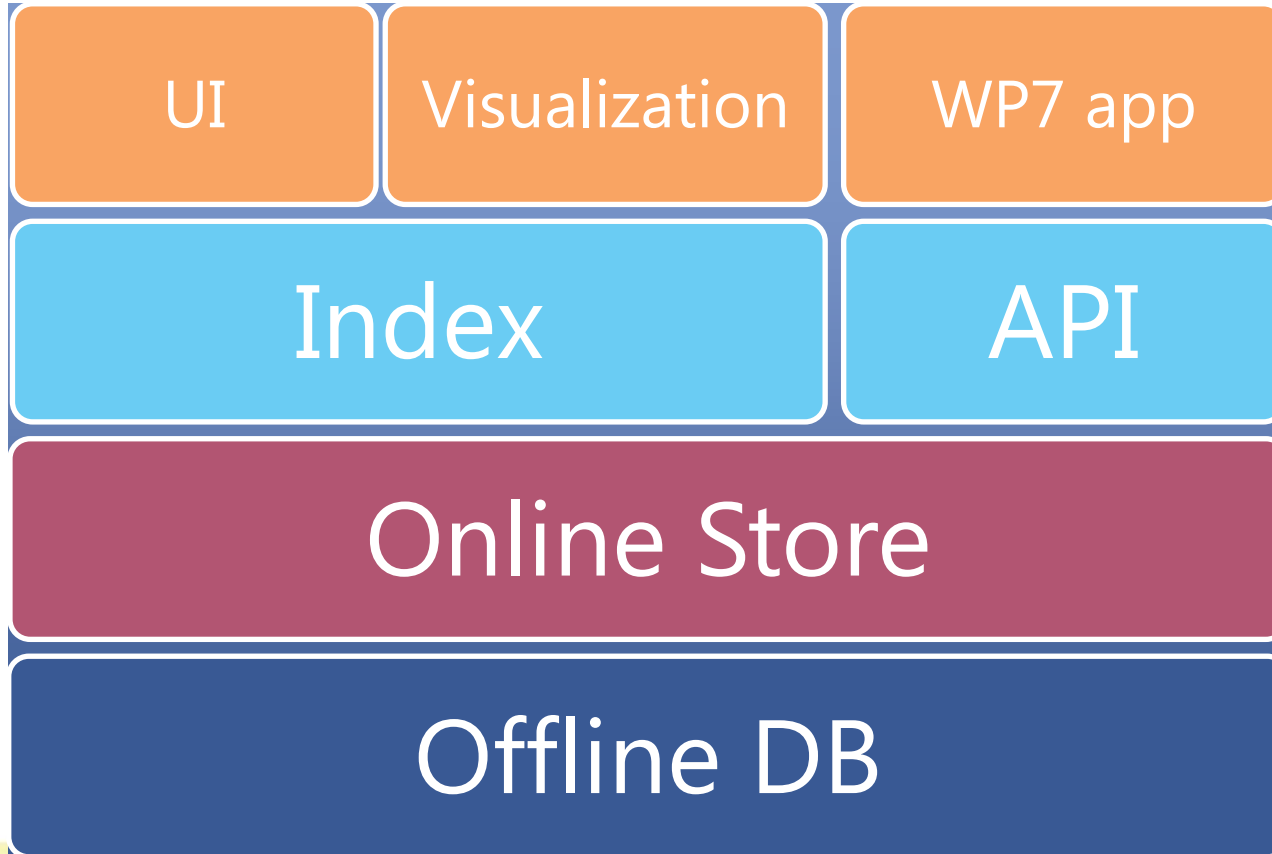 UI
Visualization
WP7 app
Index
API
Online Store
Offline DB